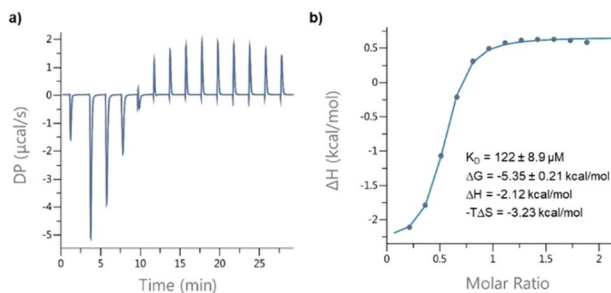 a)
DP (µcal/s)
2
1
0
-1
-2
-3
-4
-5
0
5
10
15
20
25
Time (min)
b)
ΔH (kcal/mol)
0.5
0
-0.5
-1
-1.5
-2
K_D = 122 ± 8.9 µM
ΔG = -5.35 ± 0.21 kcal/mol
ΔH = -2.12 kcal/mol
-TΔS = -3.23 kcal/mol
0
0.5
1
1.5
2
Molar Ratio